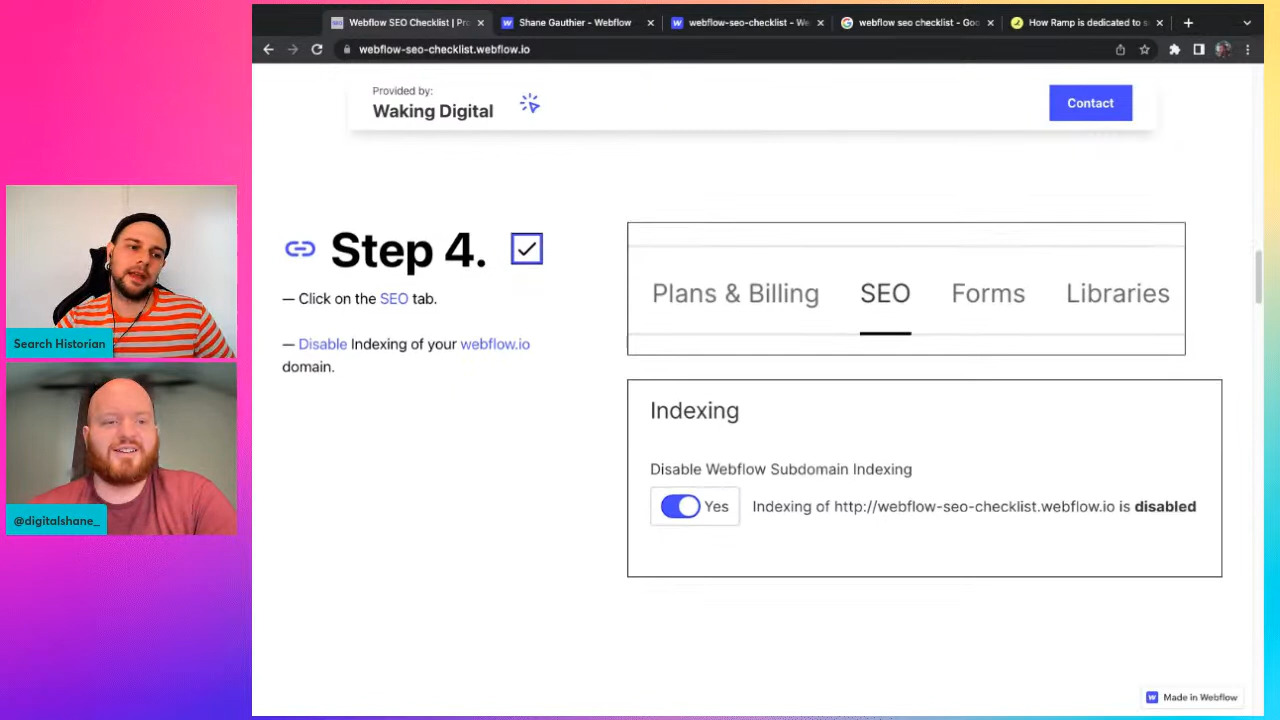 Webflow SEO Checklist | Pro
Shane Gauthier - Webflow
webflow-seo-checklist - We
webflow seo checklist - Goo
How Ramp is dedicated to s
webflow-seo-checklist.webflow.io
Provided by:
Waking Digital
Contact
Step 4.
— Click on the SEO tab.
— Disable Indexing of your webflow.io
domain.
Plans & Billing SEO Forms Libraries
Indexing
Disable Webflow Subdomain Indexing
Yes Indexing of http://webflow-seo-checklist.webflow.io is disabled
Search Historian
@digitalshane_
Made in Webflow